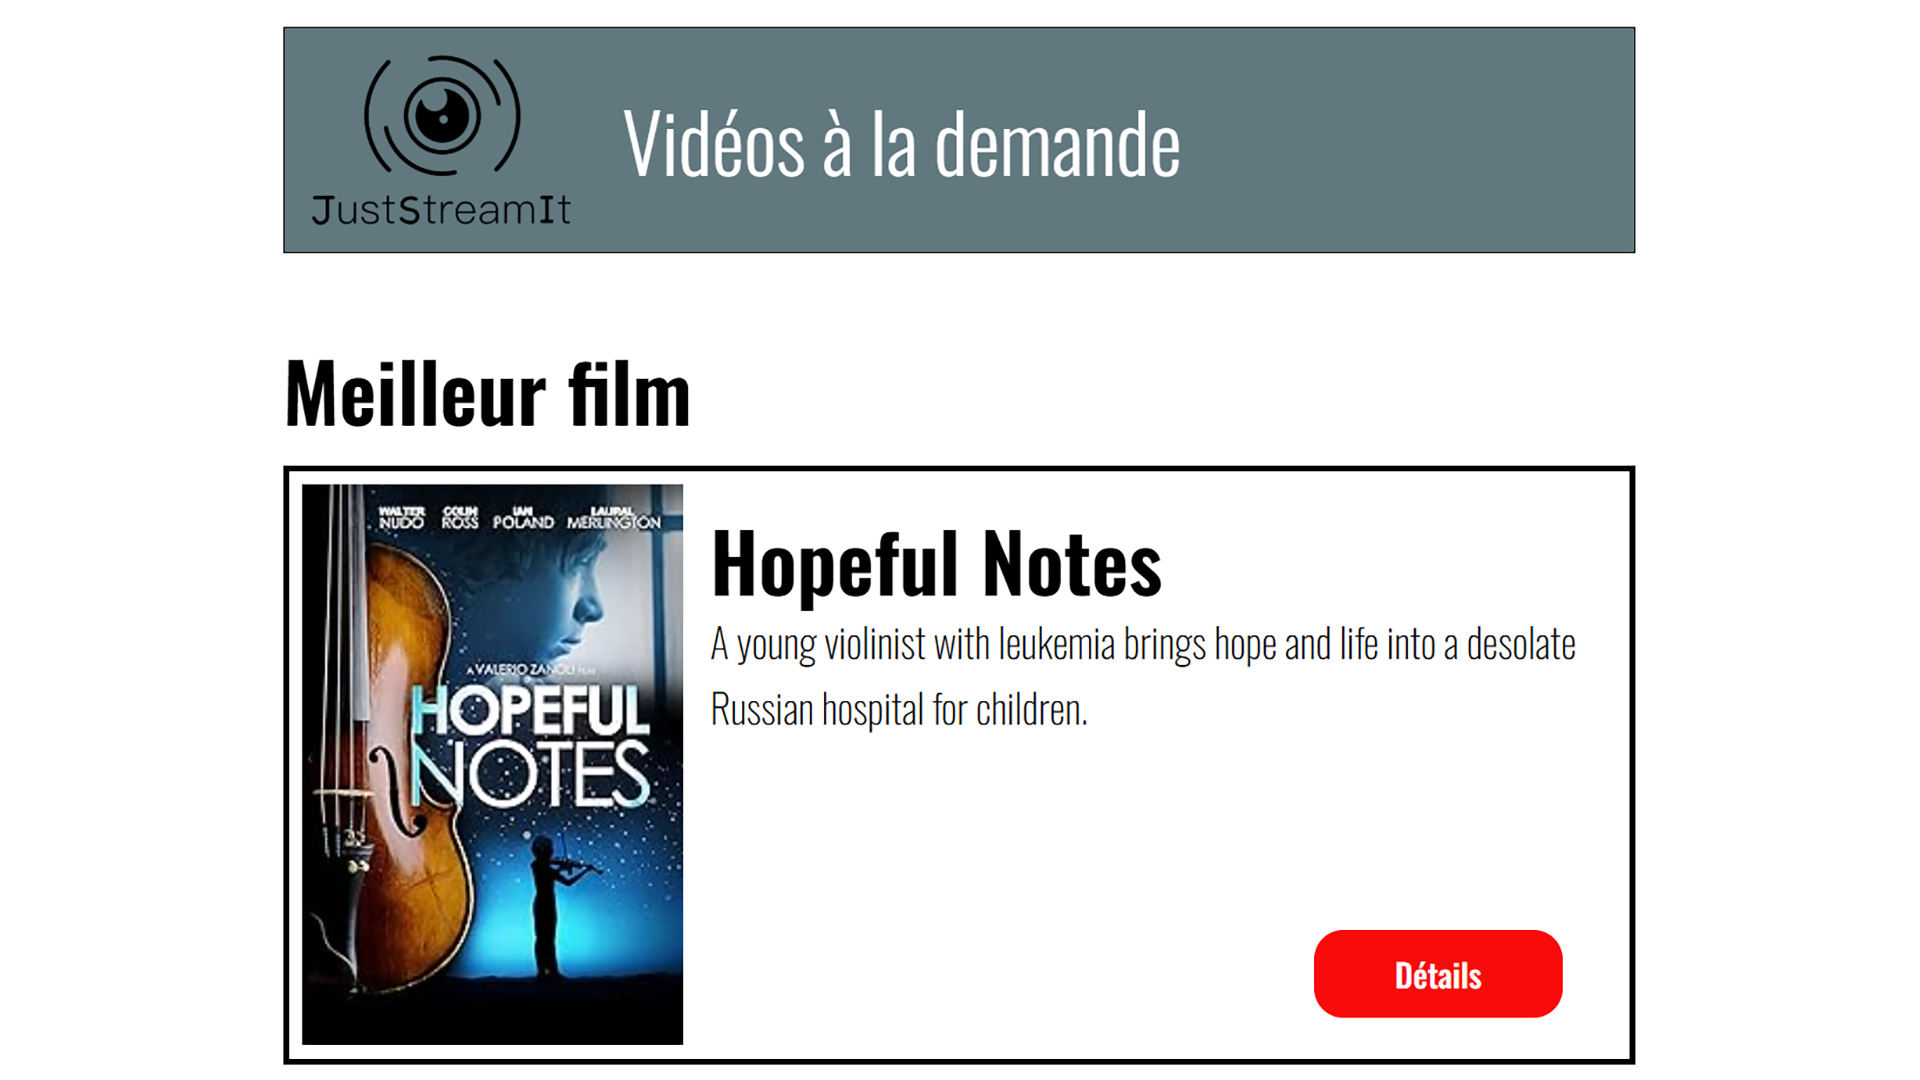 JustStreamIt
Vidéos à la demande
Meilleur film
WALTER NUDO COLIN ROSS IAN POLAND LAURAL MERLINGTON
A VALERIO ZANOLI FILM
HOPEFUL
NOTES
Hopeful Notes
A young violinist with leukemia brings hope and life into a desolate
Russian hospital for children.
Détails